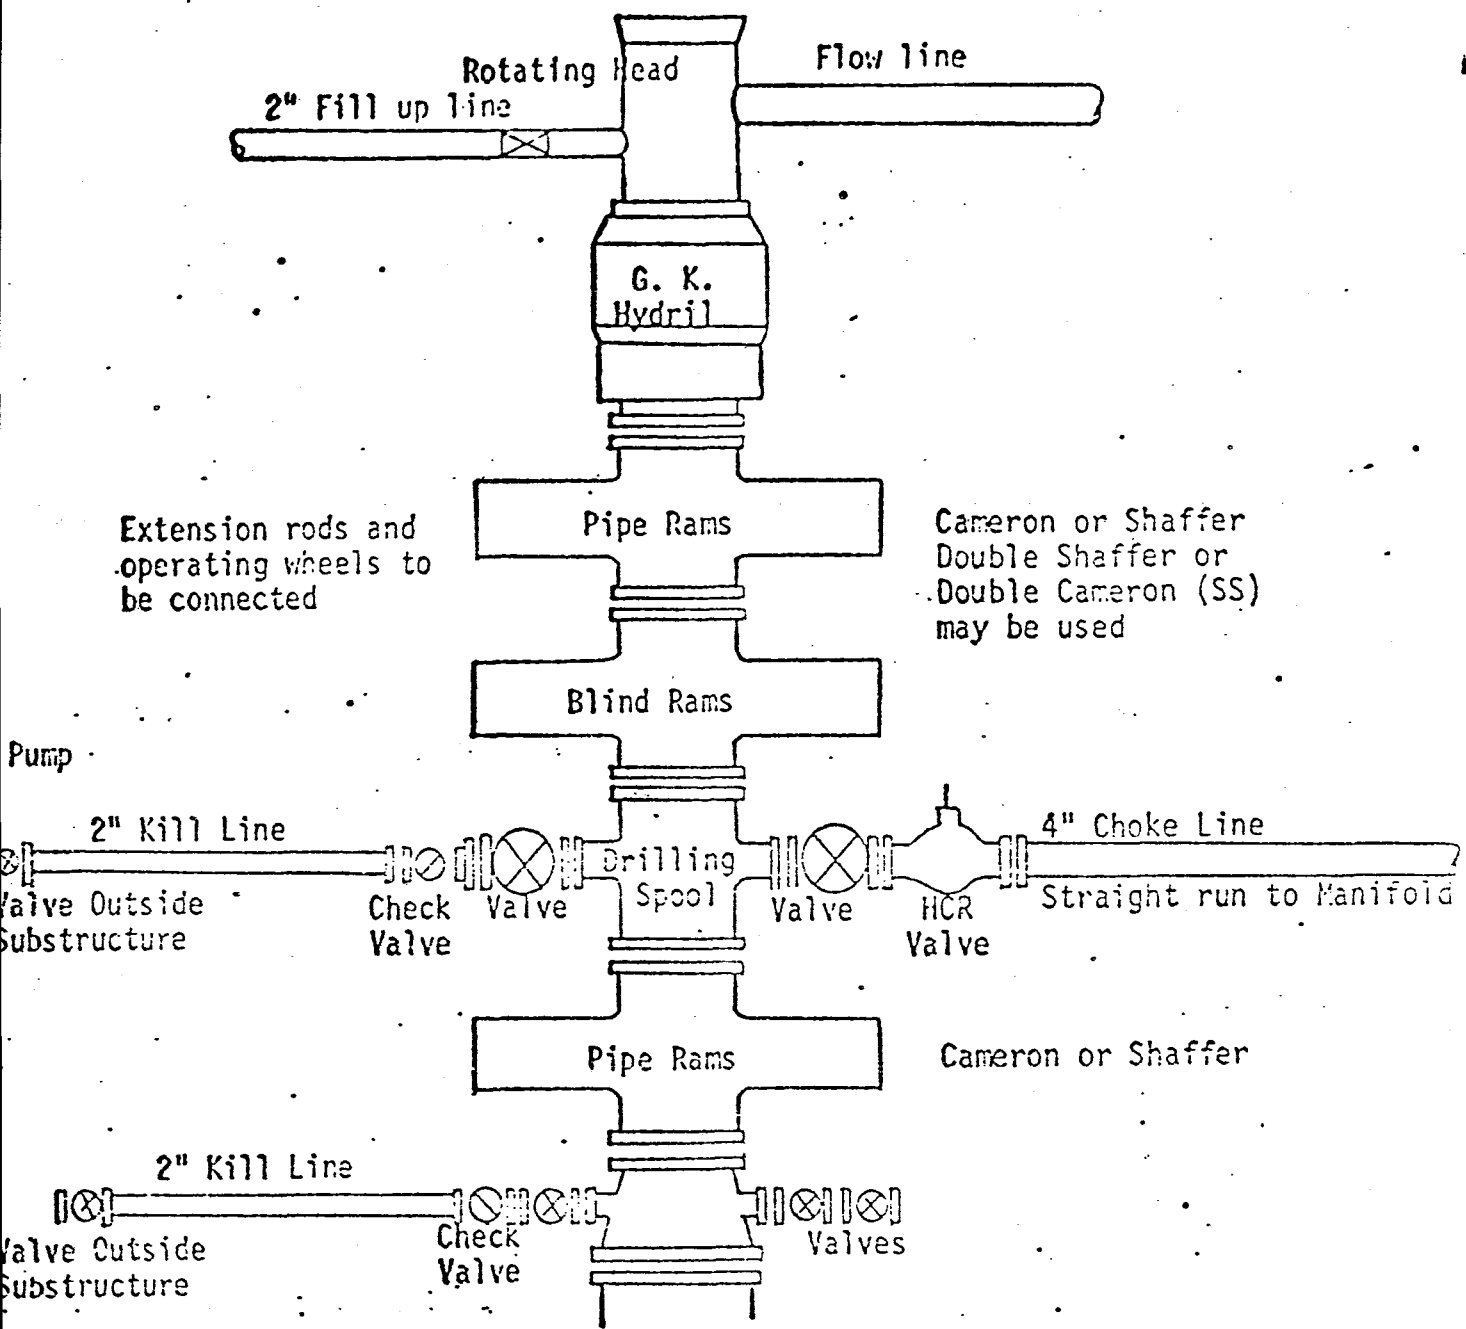 Rotating Head
Flow line
2" Fill up line
G. K.
Hydril
Pipe Rams
Extension rods and
operating wheels to
be connected
Cameron or Shaffer
Double Shaffer or
Double Cameron (SS)
may be used
Blind Rams
Pump
2" Kill Line
4" Choke Line
Drilling
Spool
Valve Outside
Substructure
Check
Valve
Valve
Valve
HCR
Valve
Straight run to Manifold
Pipe Rams
Cameron or Shaffer
2" Kill Line
Valve Outside
Substructure
Check
Valve
Valves